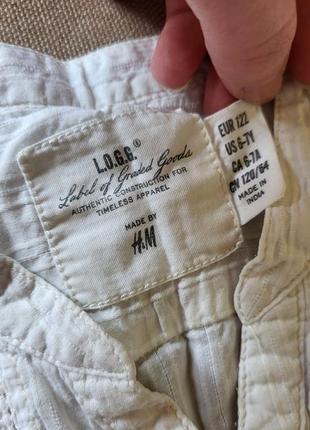 L.O.G.G.®
Label of Graded Goods
AUTHENTIC CONSTRUCTION FOR
TIMELESS APPAREL
MADE BY
H&M
EUR 122
US 6-7Y
CA 6-7A
CN 120/64
MADE IN
INDIA